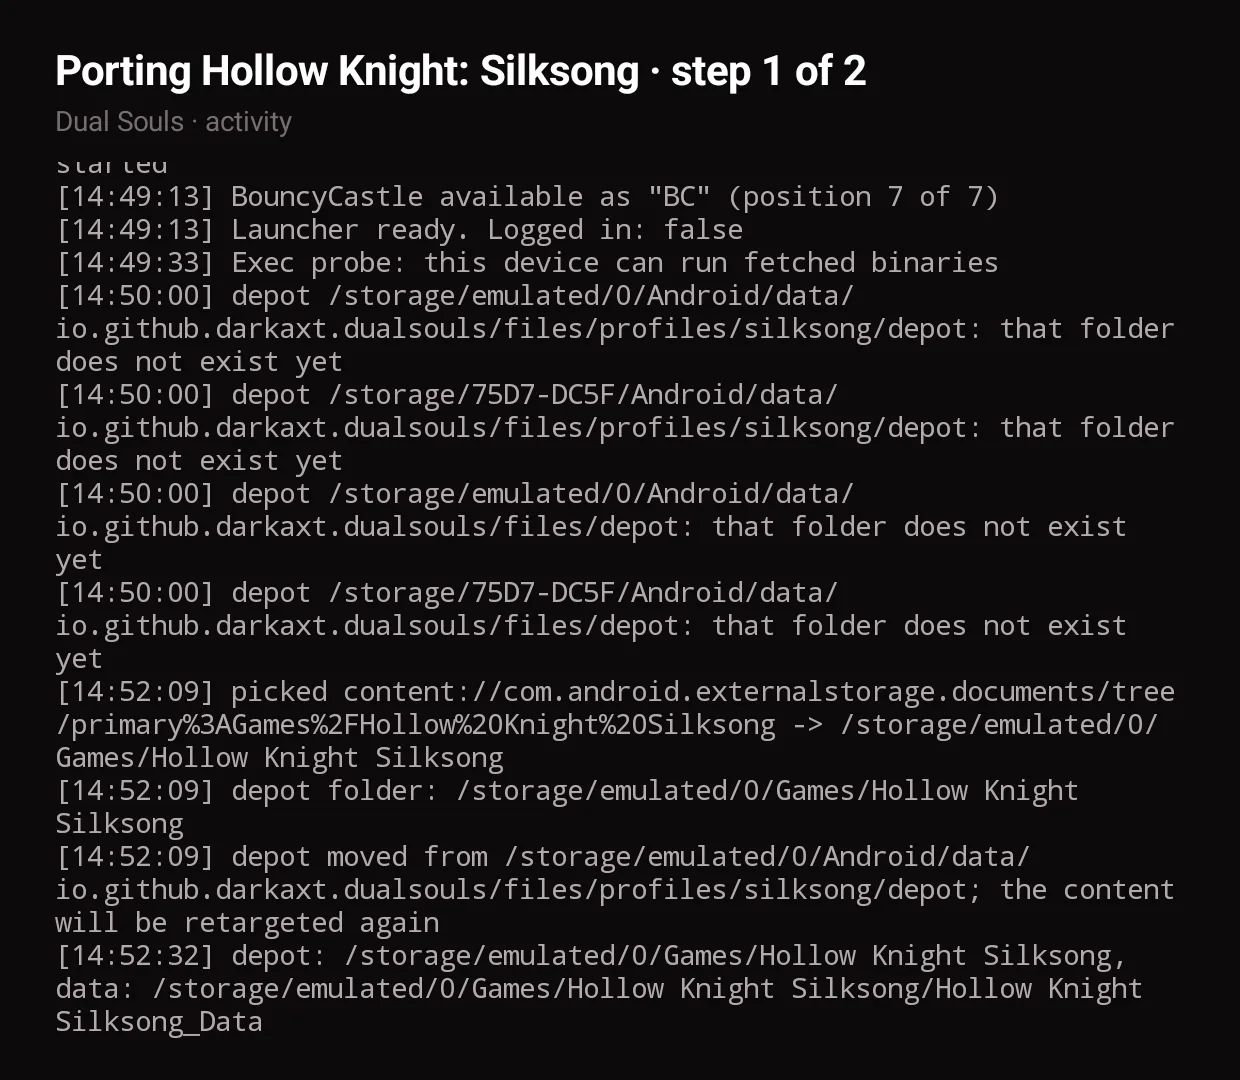 Porting Hollow Knight: Silksong · step 1 of 2
Dual Souls · activity
started
[14:49:13] BouncyCastle available as "BC" (position 7 of 7)
[14:49:13] Launcher ready. Logged in: false
[14:49:33] Exec probe: this device can run fetched binaries
[14:50:00] depot /storage/emulated/0/Android/data/
io.github.darkaxt.dualsouls/files/profiles/silksong/depot: that folder
does not exist yet
[14:50:00] depot /storage/75D7-DC5F/Android/data/
io.github.darkaxt.dualsouls/files/profiles/silksong/depot: that folder
does not exist yet
[14:50:00] depot /storage/emulated/0/Android/data/
io.github.darkaxt.dualsouls/files/depot: that folder does not exist
yet
[14:50:00] depot /storage/75D7-DC5F/Android/data/
io.github.darkaxt.dualsouls/files/depot: that folder does not exist
yet
[14:52:09] picked content://com.android.externalstorage.documents/tree
/primary%3AGames%2FHollow%20Knight%20Silksong -> /storage/emulated/0/
Games/Hollow Knight Silksong
[14:52:09] depot folder: /storage/emulated/0/Games/Hollow Knight
Silksong
[14:52:09] depot moved from /storage/emulated/0/Android/data/
io.github.darkaxt.dualsouls/files/profiles/silksong/depot; the content
will be retargeted again
[14:52:32] depot: /storage/emulated/0/Games/Hollow Knight Silksong,
data: /storage/emulated/0/Games/Hollow Knight Silksong/Hollow Knight
Silksong_Data